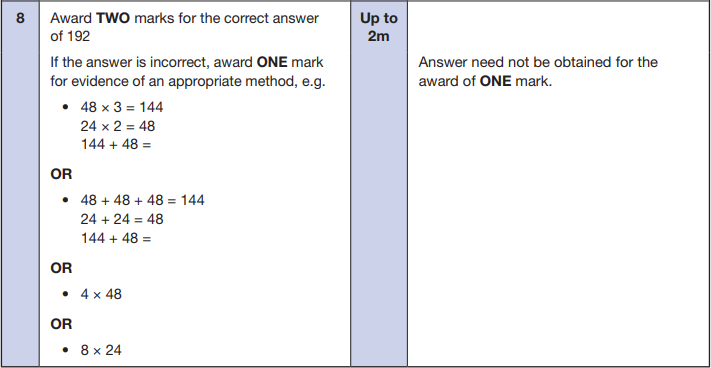 8
Award TWO marks for the correct answer
of 192
Up to
2m
If the answer is incorrect, award ONE mark
for evidence of an appropriate method, e.g.
Answer need not be obtained for the
award of ONE mark.
• 48 × 3 = 144
24 × 2 = 48
144 + 48 =
OR
• 48 + 48 + 48 = 144
24 + 24 = 48
144 + 48 =
OR
• 4 × 48
OR
• 8 × 24